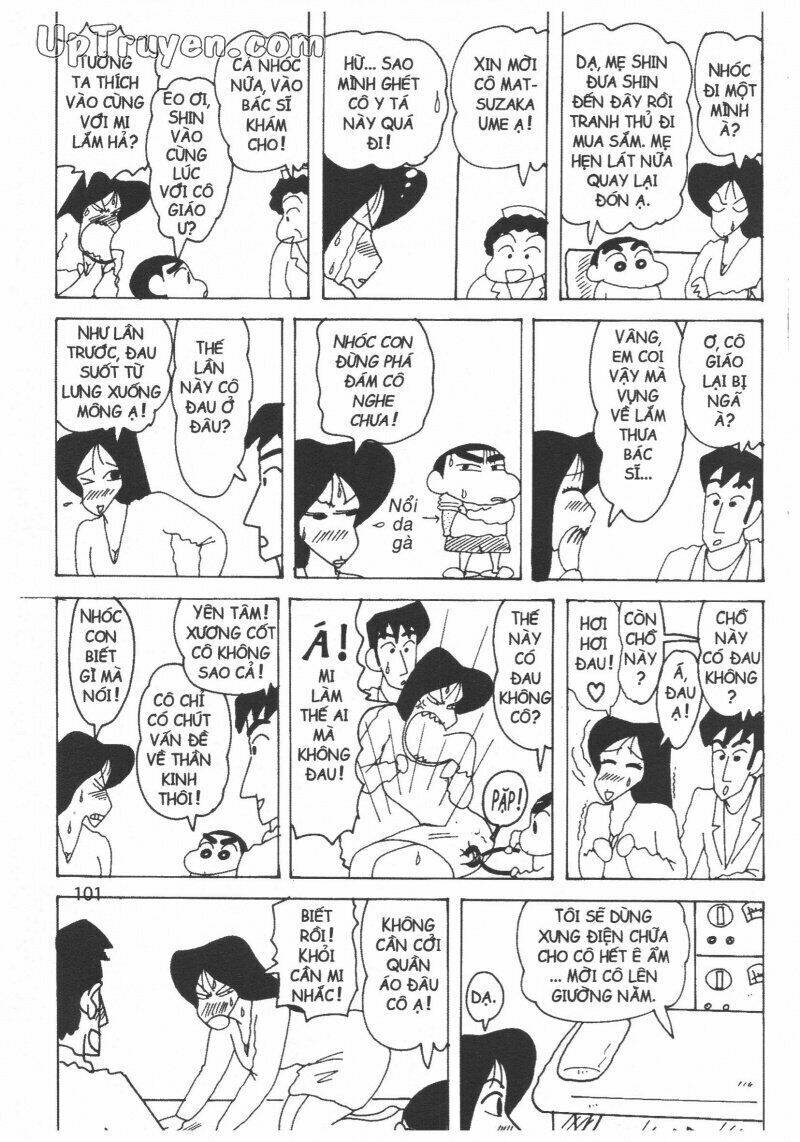 UpTruyen.com
NHÓC
ĐI MỘT
MÌNH
À?
DẠ, MẸ SHIN
ĐƯA SHIN
ĐẾN ĐÂY RỒI
TRANH THỦ ĐI
MUA SẮM. MẸ
HẸN LÁT NỮA
QUAY LẠI
ĐÓN Ạ.
XIN MỜI
CÔ MAT-
SUZAKA
UME Ạ!
HỪ... SAO
MÌNH GHÉT
CÔ Y TÁ
NÀY QUÁ
ĐI!
CẢ NHÓC
NỮA, VÀO
BÁC SĨ
KHÁM
CHO!
EO ƠI,
SHIN
VÀO
CÙNG
LÚC
VỚI CÔ
GIÁO
Ư?
TƯỞNG
TA THÍCH
VÀO CÙNG
VỚI MI
LẮM HẢ?
Ơ, CÔ
GIÁO
LẠI BỊ
NGÃ
À?
VÂNG,
EM COI
VẬY MÀ
VỤNG
VỀ LẮM
THƯA
BÁC
SĨ...
NHÓC CON
ĐỪNG PHÁ
ĐÁM CÔ
NGHE
CHƯA!
Nổi
da
gà
THẾ
LẦN
NÀY CÔ
ĐAU Ở
ĐÂU?
NHƯ LẦN
TRƯỚC, ĐAU
SUỐT TỪ
LƯNG XUỐNG
MÔNG Ạ!
CHỖ
NÀY
CÓ ĐAU
KHÔNG?
Á,
ĐAU
Ạ!
CÒN
CHỖ
NÀY?
HƠI
HƠI
ĐAU!
♡
THẾ
NÀY
CÓ
ĐAU
KHÔNG
CÔ?
PẶP!
Á!
MI
LÀM
THẾ AI
MÀ
KHÔNG
ĐAU!
YÊN TÂM!
XƯƠNG CỐT
CÔ KHÔNG
SAO CẢ!
CÔ CHỈ
CÓ CHÚT
VẤN ĐỀ
VỀ THẦN
KINH
THÔI!
NHÓC
CON
BIẾT
GÌ MÀ
NÓI!
101
TÔI SẼ DÙNG
XUNG ĐIỆN CHỮA
CHO CÔ HẾT Ê ẨM
... MỜI CÔ LÊN
GIƯỜNG NẰM.
DẠ.
KHÔNG
CẦN CỞI
QUẦN
ÁO ĐÂU
CÔ Ạ!
BIẾT
RỒI!
KHỎI
CẦN MI
NHẮC!